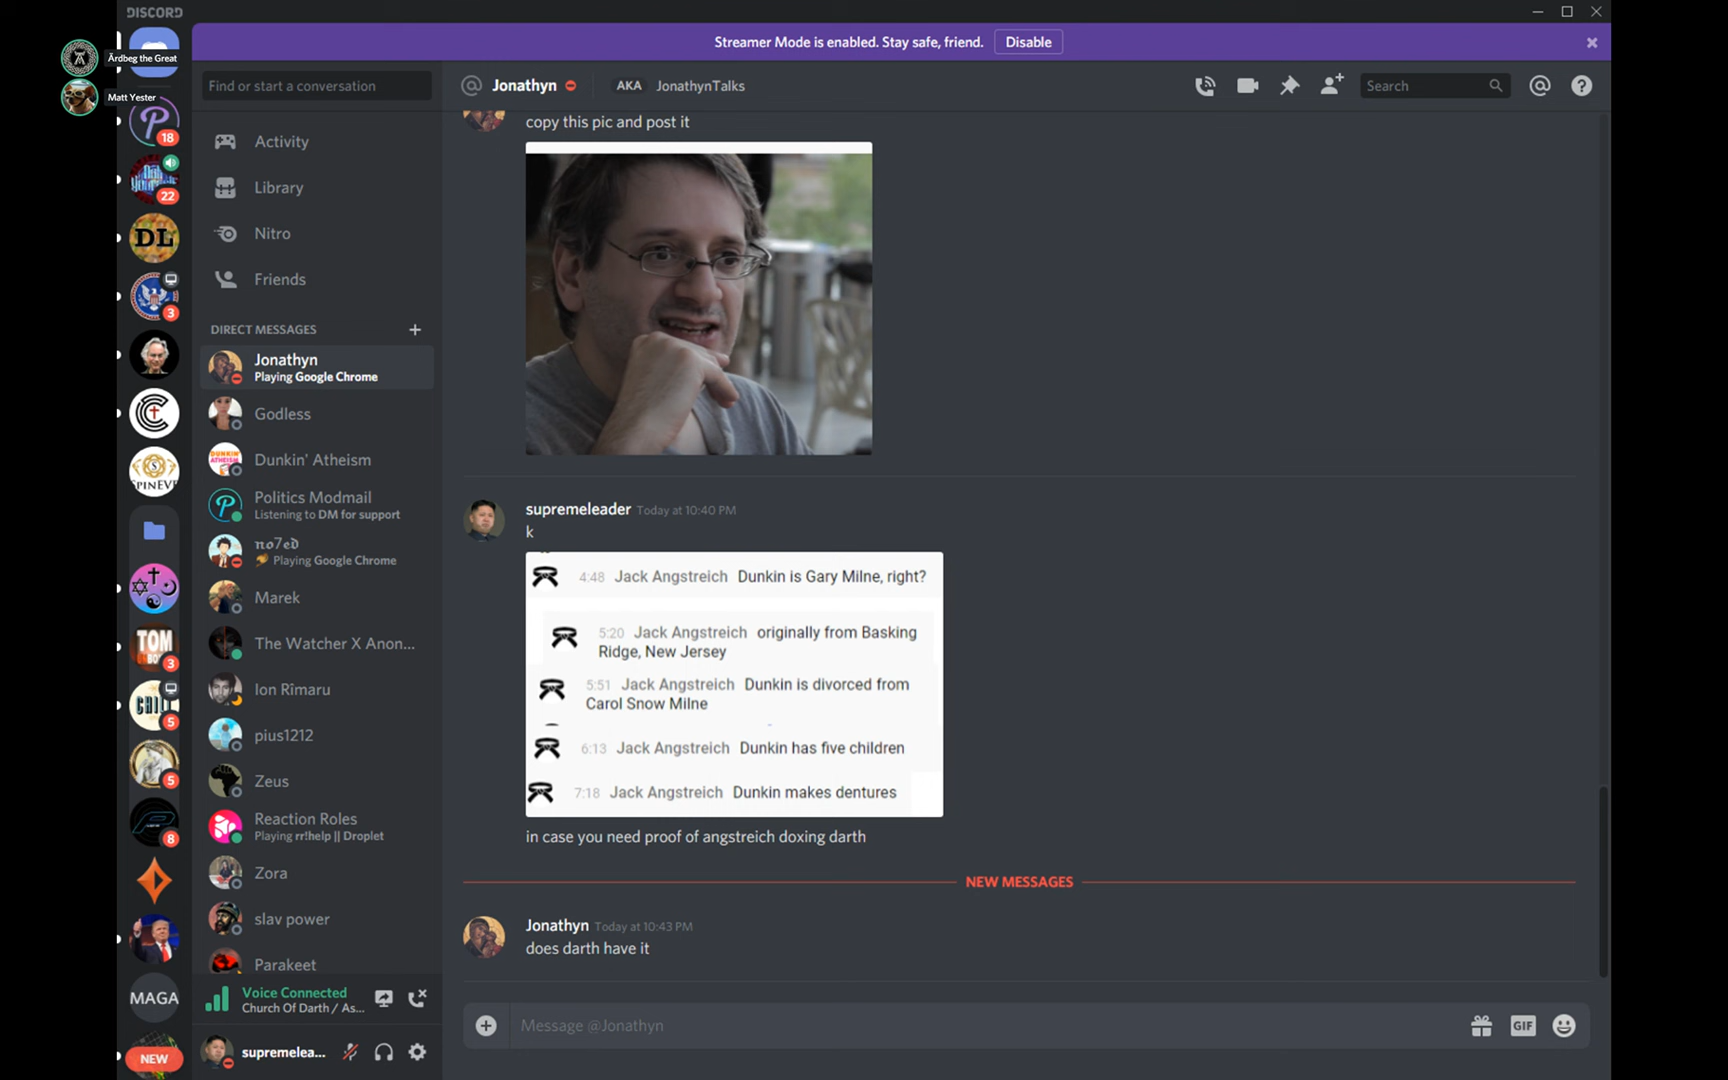 DISCORD
Streamer Mode is enabled. Stay safe, friend.
Disable
Ärdbeg the Great
Matt Yester
Find or start a conversation
Jonathyn
AKA
JonathynTalks
Search
18
22
DL
3
SPINEVE
TOM
BO
3
CHILL
5
5
8
MAGA
NEW
Activity
Library
Nitro
Friends
DIRECT MESSAGES
Jonathyn
Playing Google Chrome
Godless
Dunkin' Atheism
Politics Modmail
Listening to DM for support
no7ed
Playing Google Chrome
Marek
The Watcher X Anon...
Ion Rîmaru
pius1212
Zeus
Reaction Roles
Playing rr!help || Droplet
Zora
slav power
Parakeet
Voice Connected
Church Of Darth / As...
supremelea...
copy this pic and post it
supremeleader Today at 10:40 PM
k
4:48 Jack Angstreich Dunkin is Gary Milne, right?
5:20 Jack Angstreich originally from Basking
Ridge, New Jersey
5:51 Jack Angstreich Dunkin is divorced from
Carol Snow Milne
6:13 Jack Angstreich Dunkin has five children
7:18 Jack Angstreich Dunkin makes dentures
in case you need proof of angstreich doxing darth
NEW MESSAGES
Jonathyn Today at 10:43 PM
does darth have it
Message @Jonathyn
GIF